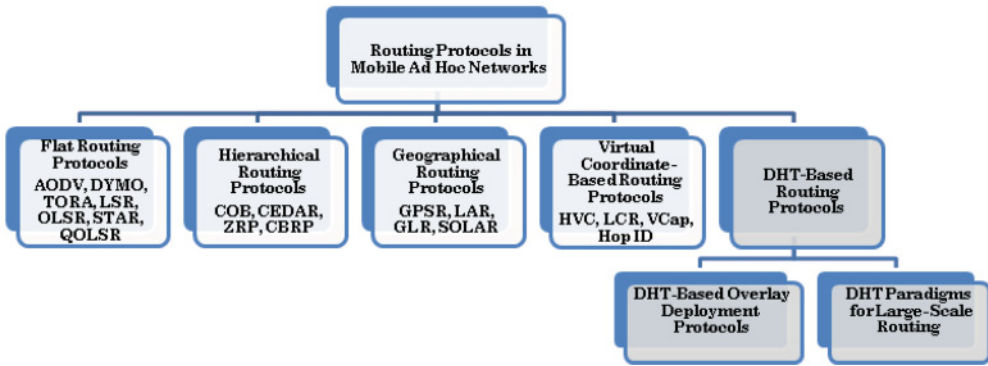 Routing Protocols in
Mobile Ad Hoc Networks
Flat Routing
Protocols
AODV, DYMO,
TORA, LSR,
OLSR, STAR,
QOLSR
Hierarchical
Routing
Protocols
COB, CEDAR,
ZRP, CBRP
Geographical
Routing
Protocols
GPSR, LAR,
GLR, SOLAR
Virtual
Coordinate-
Based Routing
Protocols
HVC, LCR, VCap,
Hop ID
DHT-Based
Routing
Protocols
DHT-Based Overlay
Deployment
Protocols
DHT Paradigms
for Large-Scale
Routing